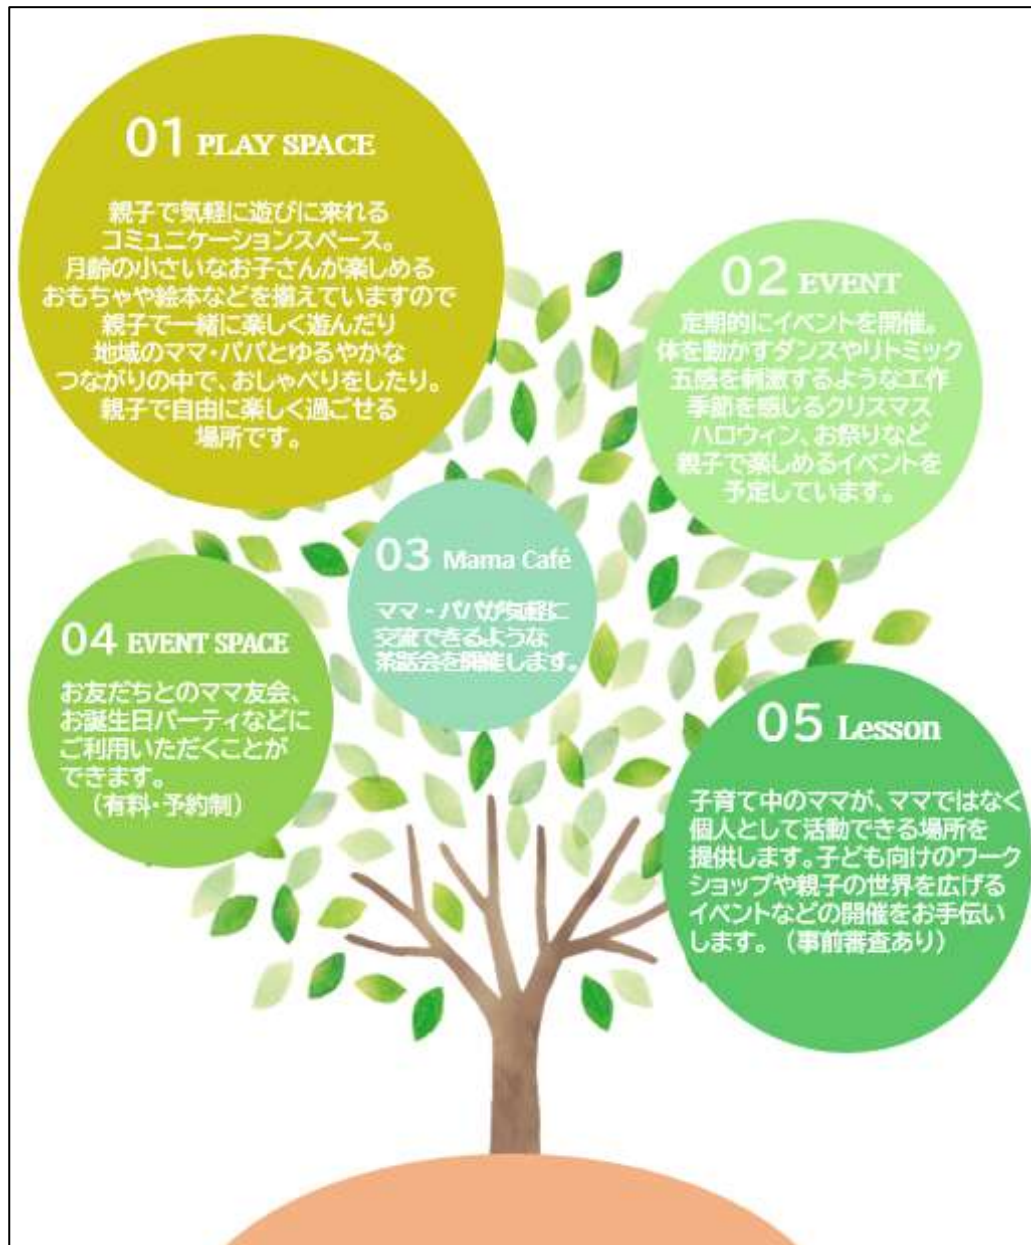 01 PLAY SPACE
親子で気軽に遊びに来れる
コミュニケーションスペース。
月齢の小さいなお子さんが楽しめる
おもちゃや絵本などを揃えていますので
親子で一緒に楽しく遊んだり
地域のママ・パパとゆるやかな
つながりの中で、おしゃべりをしたり。
親子で自由に楽しく過ごせる
場所です。
02 EVENT
定期的にイベントを開催。
体を動かすダンスやリトミック
五感を刺激するような工作
季節を感じるクリスマス
ハロウィン、お祭りなど
親子で楽しめるイベントを
予定しています。
03 Mama Café
ママ・パパが気軽に
交流できるような
茶話会を開催します。
04 EVENT SPACE
お友だちとのママ友会、
お誕生日パーティなどに
ご利用いただくことが
できます。
（有料・予約制）
05 Lesson
子育て中のママが、ママではなく
個人として活動できる場所を
提供します。子ども向けのワーク
ショップや親子の世界を広げる
イベントなどの開催をお手伝い
します。（事前審査あり）